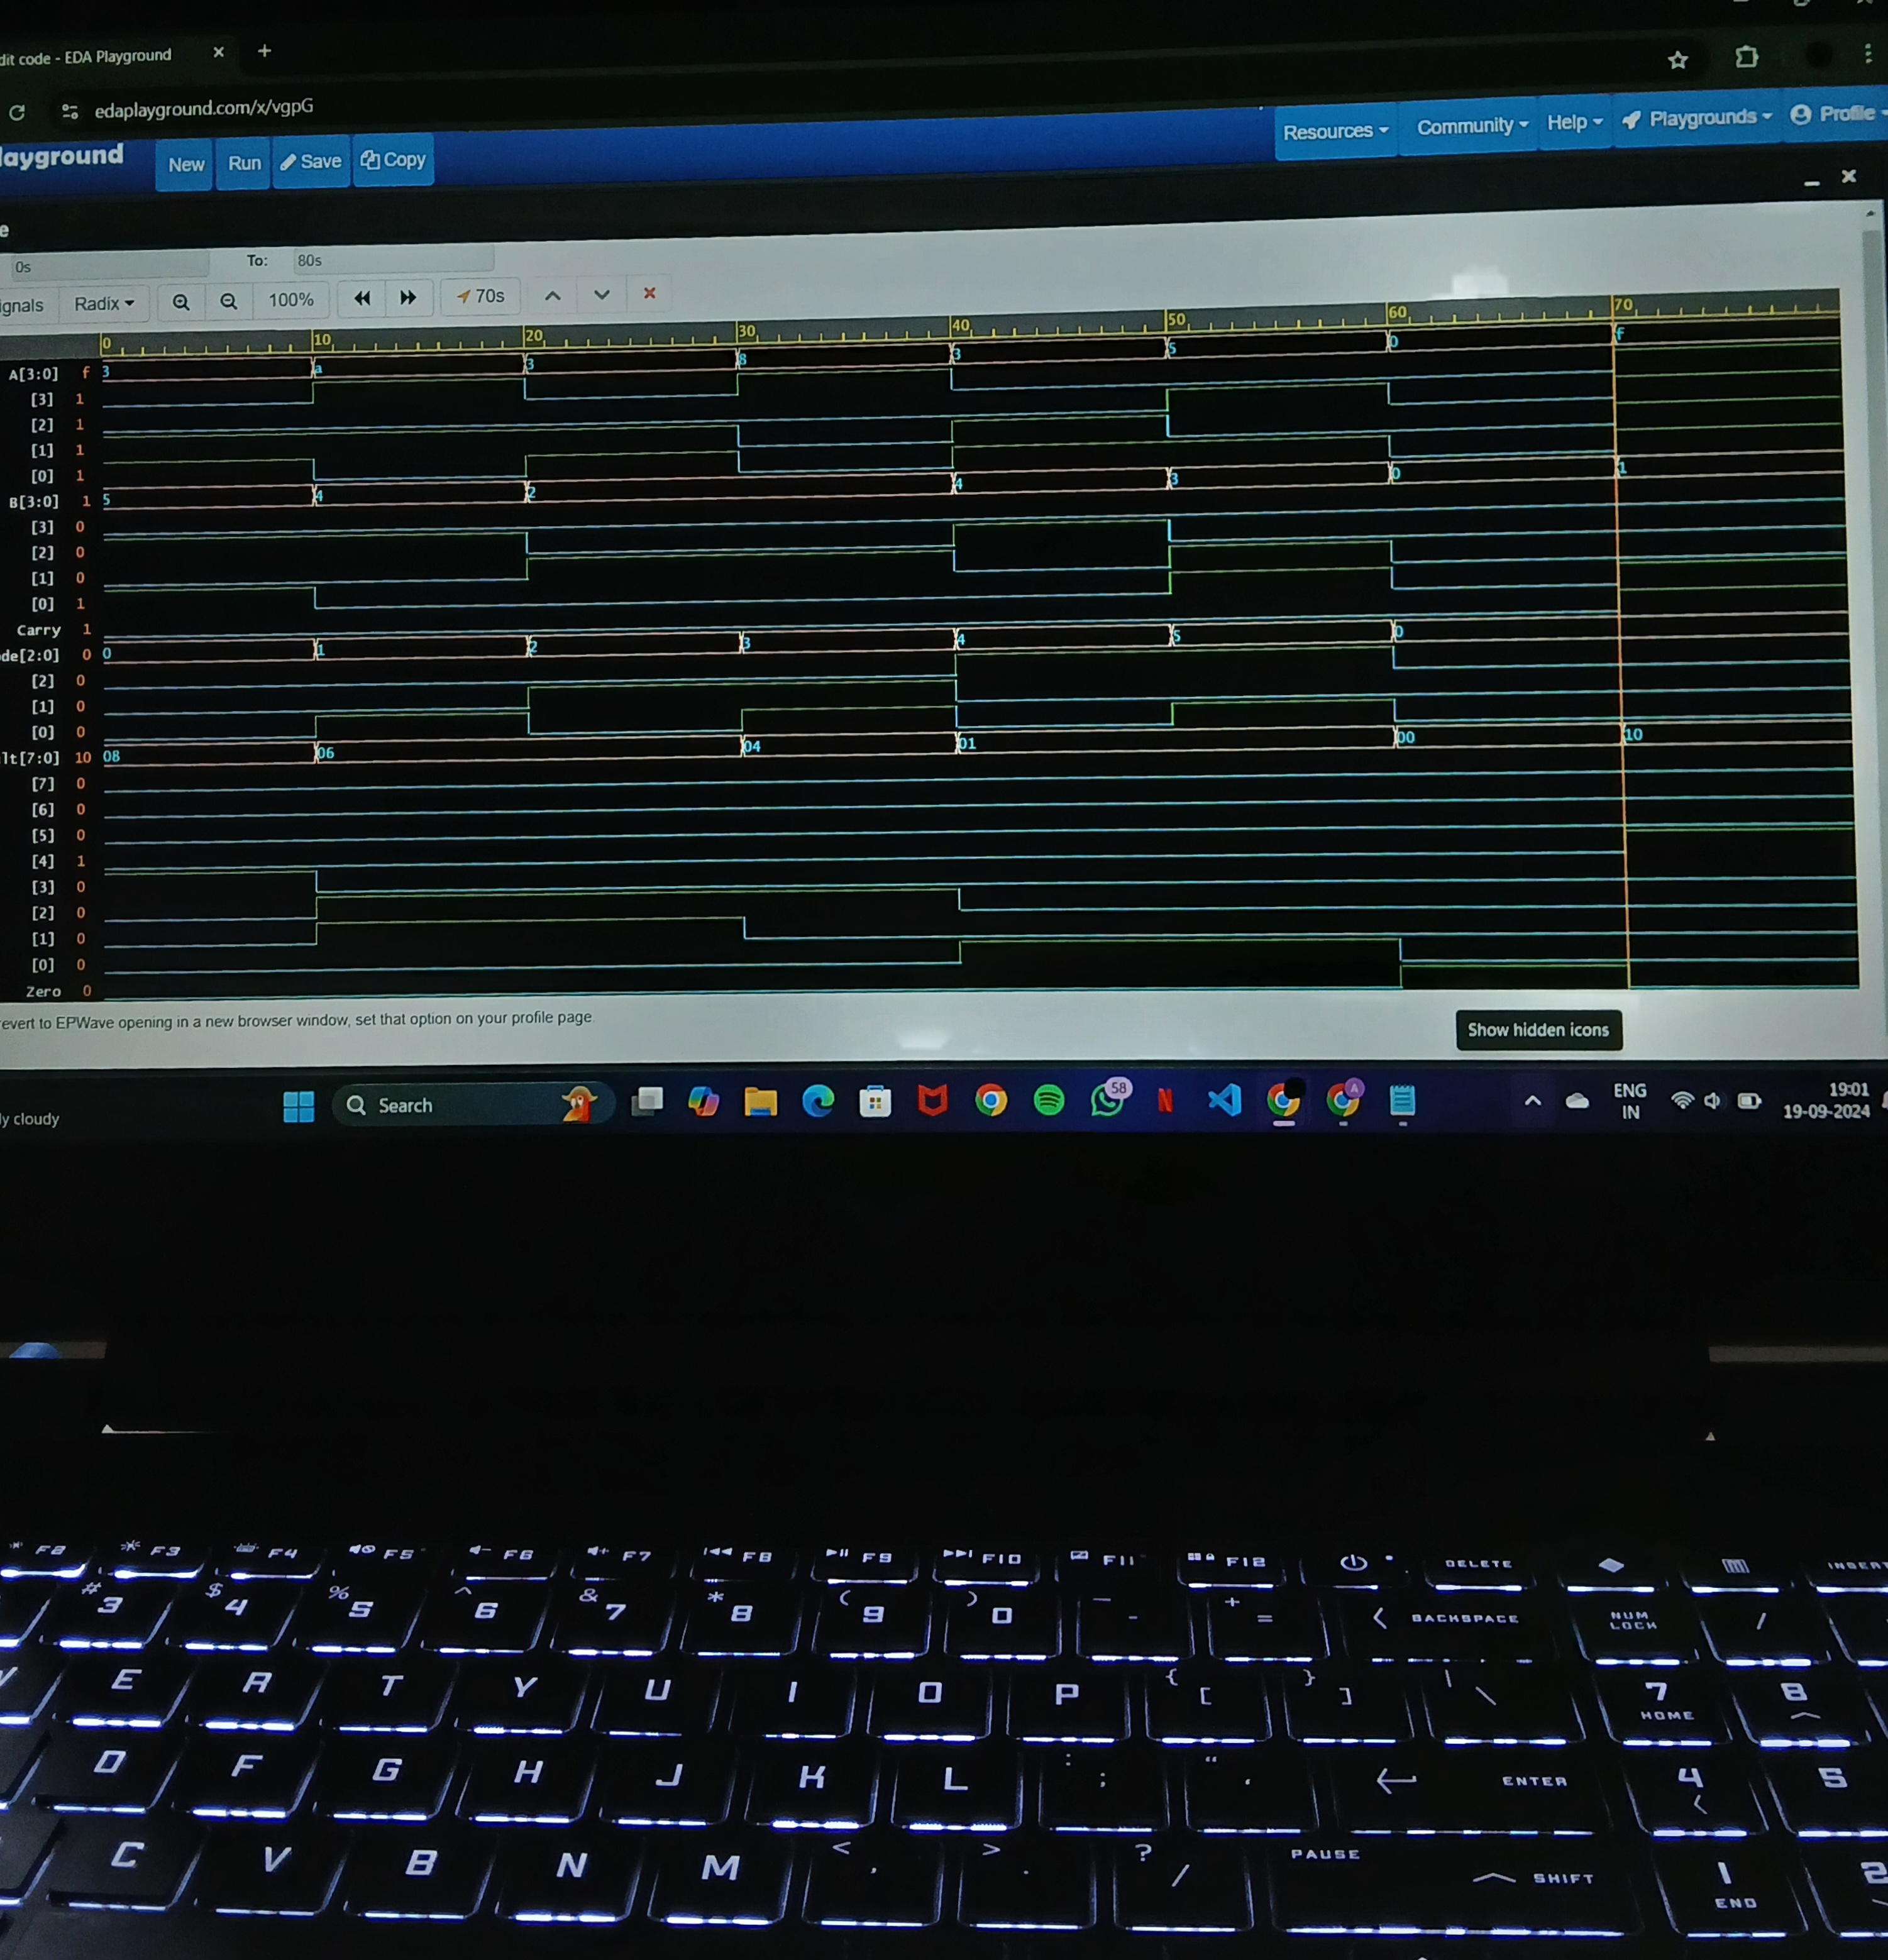 dit code - EDA Playground × +
edaplayground.com/x/vgpG
layground New Run Save Copy Resources Community Help Playgrounds Profile
e
0s To: 80s
ignals Radix 100% 70s
0 10 20 30 40 50 60 70
A[3:0] f 3 a 3 8 3 5 0 f
[3] 1
[2] 1
[1] 1
[0] 1
B[3:0] 1 5 4 2 4 3 0 1
[3] 0
[2] 0
[1] 0
[0] 1
Carry 1
de[2:0] 0 0 1 2 3 4 5 0
[2] 0
[1] 0
[0] 0
lt[7:0] 10 08 06 04 01 00 10
[7] 0
[6] 0
[5] 0
[4] 1
[3] 0
[2] 0
[1] 0
[0] 0
Zero 0
evert to EPWave opening in a new browser window, set that option on your profile page.
Show hidden icons
ly cloudy Search 58 N A ENG IN 19:01 19-09-2024
F2 F3 F4 F5 F6 F7 F8 F9 F10 F11 F12 DELETE INSERT
# 3 $ 4 % 5 ^ 6 & 7 * 8 ( 9 ) 0 _ - + = BACKSPACE NUM LOCK /
E R T Y U I O P { [ } ] | \ 7 HOME 8
D F G H J K L : ; " ' ENTER 4 5
C V B N M < , > . ? / PAUSE SHIFT 1 END 2